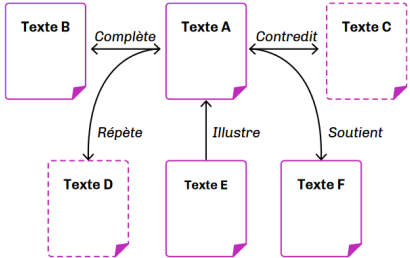 Texte B
Complète
Texte A
Contredit
Texte C
Répète
Illustre
Soutient
Texte D
Texte E
Texte F